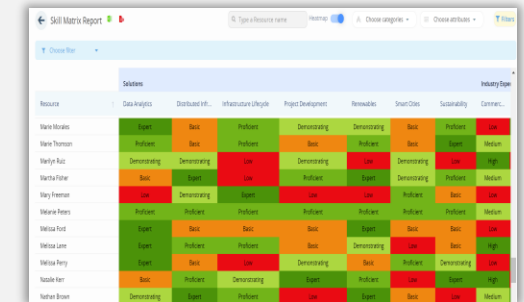 Skill Matrix Report
Type a Resource name
Heatmap
Choose categories
Choose attributes
Filters
Choose filter
Solutions
Industry Exper
Resource Data Analytics Distributed Infr... Infrastructure Lifecycle Project Development Renewables Smart Cities Sustainability Commerc...
Marie Morales Expert Basic Proficient Demonstrating Demonstrating Basic Proficient Low
Marie Thomson Proficient Basic Proficient Basic Proficient Basic Expert Medium
Marilyn Ruiz Demonstrating Demonstrating Low Demonstrating Low Demonstrating Low High
Martha Fisher Basic Expert Low Proficient Expert Demonstrating Proficient Medium
Mary Freeman Low Demonstrating Expert Low Low Proficient Basic Low
Melanie Peters Proficient Proficient Proficient Proficient Proficient Proficient Proficient Medium
Melissa Ford Expert Basic Basic Basic Expert Basic Basic Low
Melissa Lane Expert Proficient Proficient Basic Demonstrating Low Basic High
Melissa Perry Expert Basic Low Demonstrating Basic Proficient Demonstrating Low
Natalie Kerr Basic Proficient Demonstrating Expert Proficient Low Expert High
Nathan Brown Demonstrating Expert Proficient Low Expert Basic Low Medium